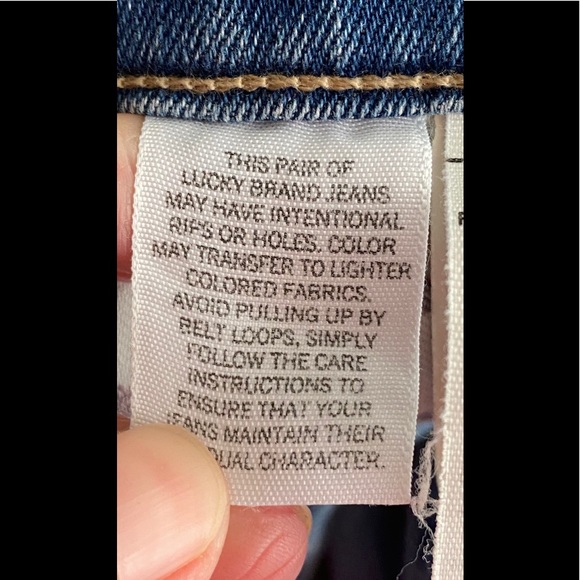 THIS PAIR OF
LUCKY BRAND JEANS
MAY HAVE INTENTIONAL
RIPS OR HOLES. COLOR
MAY TRANSFER TO LIGHTER
COLORED FABRICS.
AVOID PULLING UP BY
BELT LOOPS, SIMPLY
FOLLOW THE CARE
INSTRUCTIONS TO
ENSURE THAT YOUR
JEANS MAINTAIN THEIR
CHARACTER.